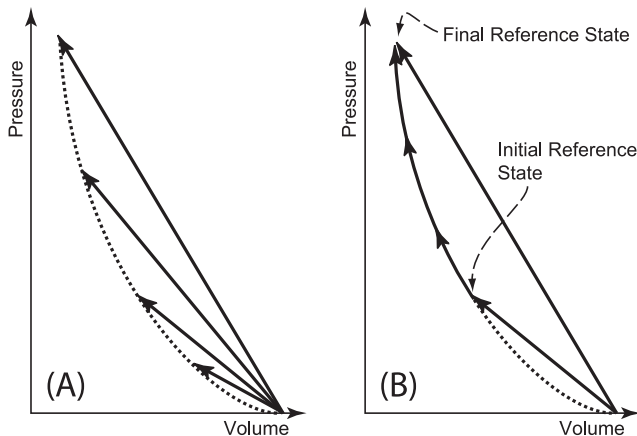 Pressure
(A)
Volume
Pressure
Final Reference State
Initial Reference
State
(B)
Volume